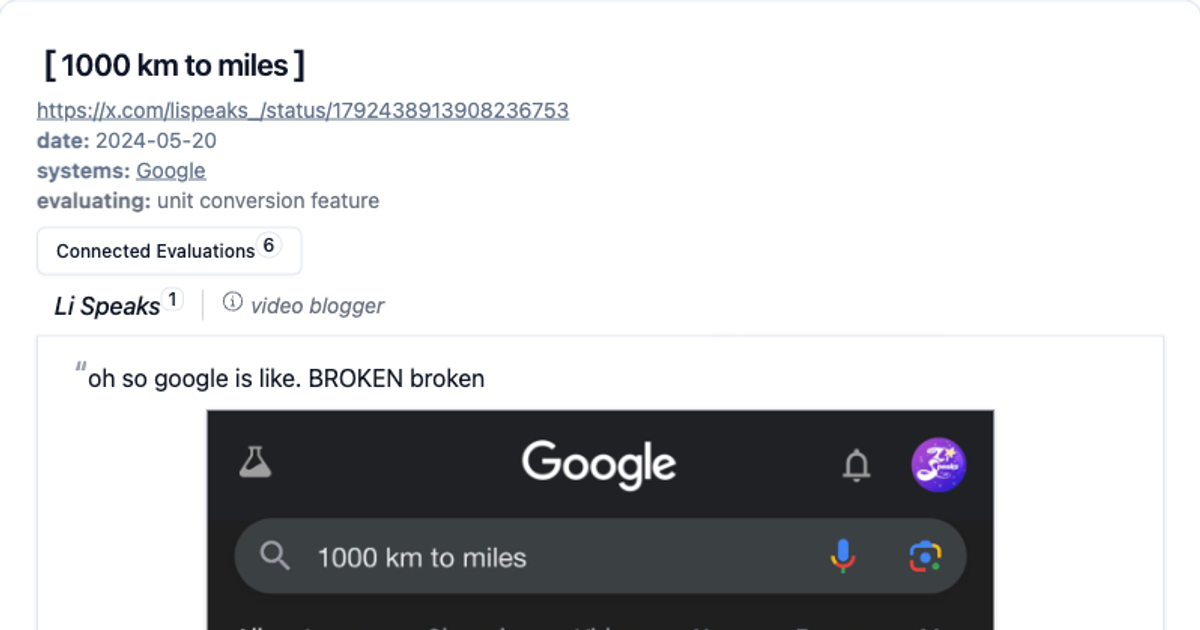 [ 1000 km to miles ]
https://x.com/lispeaks_/status/1792438913908236753
date: 2024-05-20
systems: Google
evaluating: unit conversion feature
Connected Evaluations 6
Li Speaks 1 video blogger
"oh so google is like. BROKEN broken
Google
Li Speaks
1000 km to miles